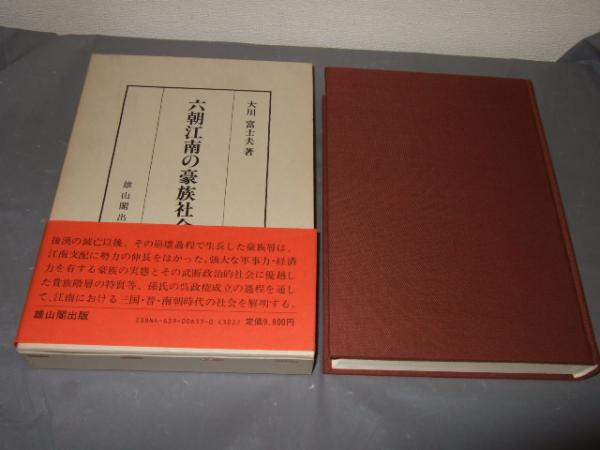 大川 富士夫著
六朝江南の豪族社会
雄山閣出
後漢の滅亡以後、その崩壊過程で生長した豪族層は、
江南支配に勢力の伸長をはかった。強大な軍事力・経済
力を有する豪族の実態とその武断政治的社会に優越し
た貴族階層の特質等、孫氏の呉政権成立の過程を通し
て、江南における三国・晋・南朝時代の社会を解明する。
雄山閣出版
ISBN4-639-00655-0 (302) 定価9,800円